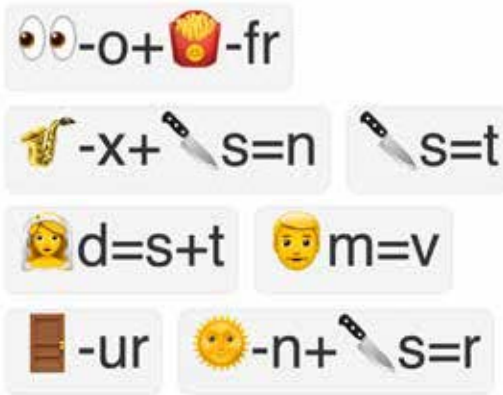 👀-o+🍟-fr
🎷-x+🔪s=n 🔪s=t
👰d=s+t 👨m=v
🚪-ur 🌞-n+🔪s=r